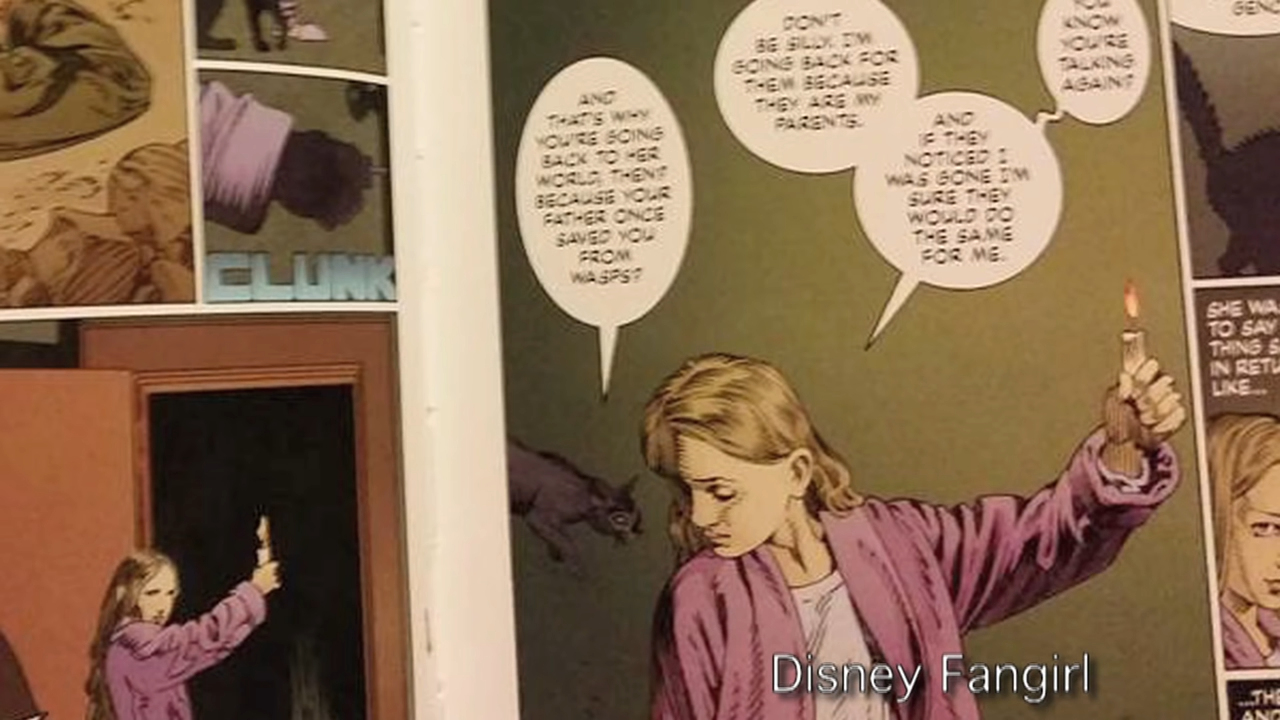 CLUNK
AND
THAT'S WHY
YOU'RE GOING
BACK TO HER
WORLD, THEN?
BECAUSE YOUR
FATHER ONCE
SAVED YOU
FROM
WASPS?
DON'T
BE SILLY. I'M
GOING BACK FOR
THEM BECAUSE
THEY ARE MY
PARENTS.
AND
IF THEY
NOTICED I
WAS GONE I'M
SURE THEY
WOULD DO
THE SAME
FOR ME.
YOU
KNOW
YOU'RE
TALKING
AGAIN?
SHE WA
TO SAY
THING S
IN RETU
LIKE...
Disney Fangirl